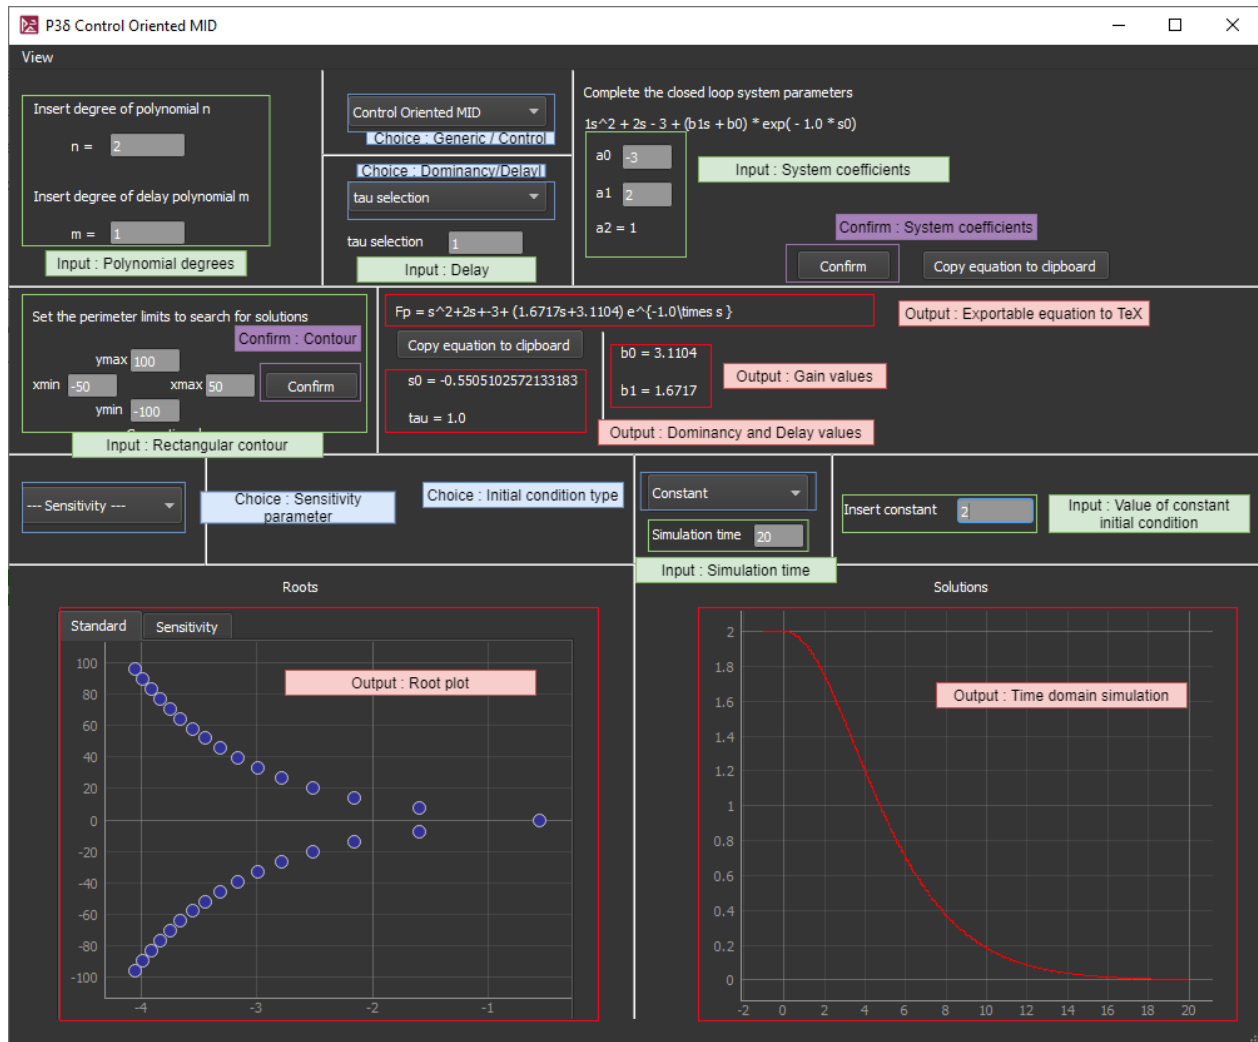 P3δ Control Oriented MID
View
Insert degree of polynomial n
n = 2
Insert degree of delay polynomial m
m = 1
Input : Polynomial degrees
Control Oriented MID
Choice : Generic / Control
Choice : Dominancy/Delay
tau selection
tau selection 1
Input : Delay
Complete the closed loop system parameters
1s^2 + 2s - 3 + (b1s + b0) * exp( - 1.0 * s0)
a0 -3
a1 2
a2 = 1
Input : System coefficients
Confirm : System coefficients
Confirm
Copy equation to clipboard
Set the perimeter limits to search for solutions
Confirm : Contour
ymax 100
xmin -50 xmax 50 Confirm
ymin -100
Input : Rectangular contour
Fp = s^2+2s+-3+ (1.6717s+3.1104) e^{-1.0\times s }
Output : Exportable equation to TeX
Copy equation to clipboard
s0 = -0.5505102572133183
tau = 1.0
b0 = 3.1104
b1 = 1.6717
Output : Gain values
Output : Dominancy and Delay values
--- Sensitivity ---
Choice : Sensitivity
parameter
Choice : Initial condition type
Constant
Simulation time 20
Input : Simulation time
Insert constant 2
Input : Value of constant
initial condition
Roots
Standard Sensitivity
Output : Root plot
100
80
60
40
20
0
-20
-40
-60
-80
-100
-4 -3 -2 -1
Solutions
Output : Time domain simulation
2
1.8
1.6
1.4
1.2
1
0.8
0.6
0.4
0.2
0
-2 0 2 4 6 8 10 12 14 16 18 20